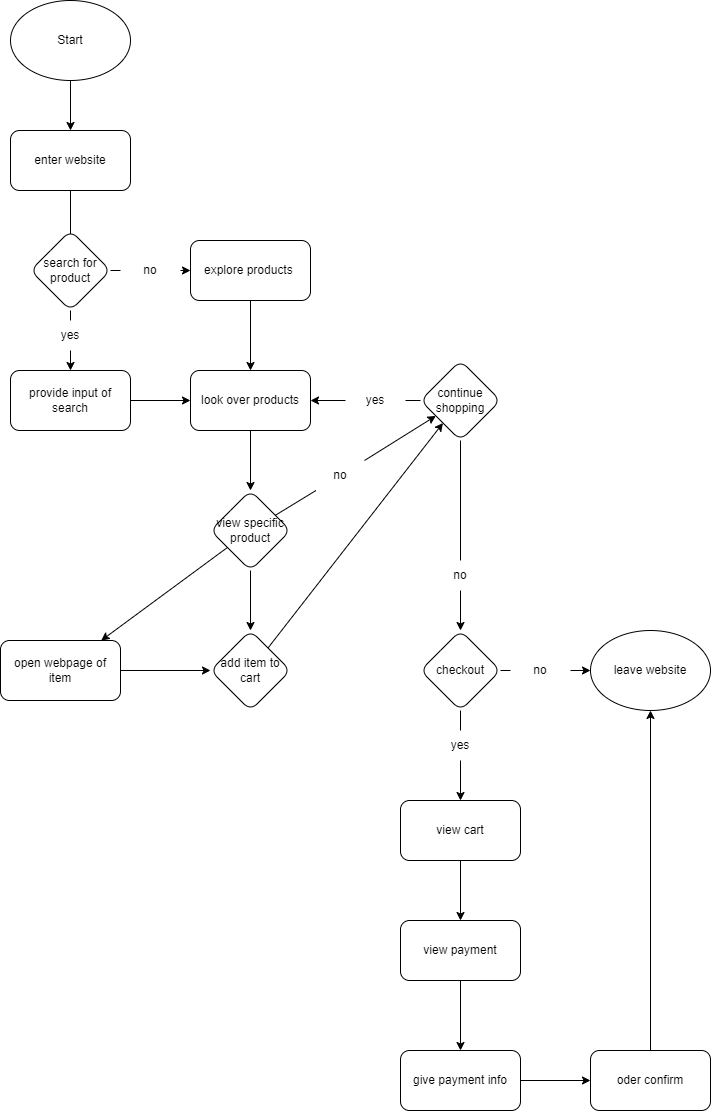 Start
enter website
search for
product
no
explore products
yes
provide input of
search
look over products
yes
continue
shopping
no
view specific
product
no
open webpage of
item
add item to
cart
checkout
no
leave website
yes
view cart
view payment
give payment info
oder confirm